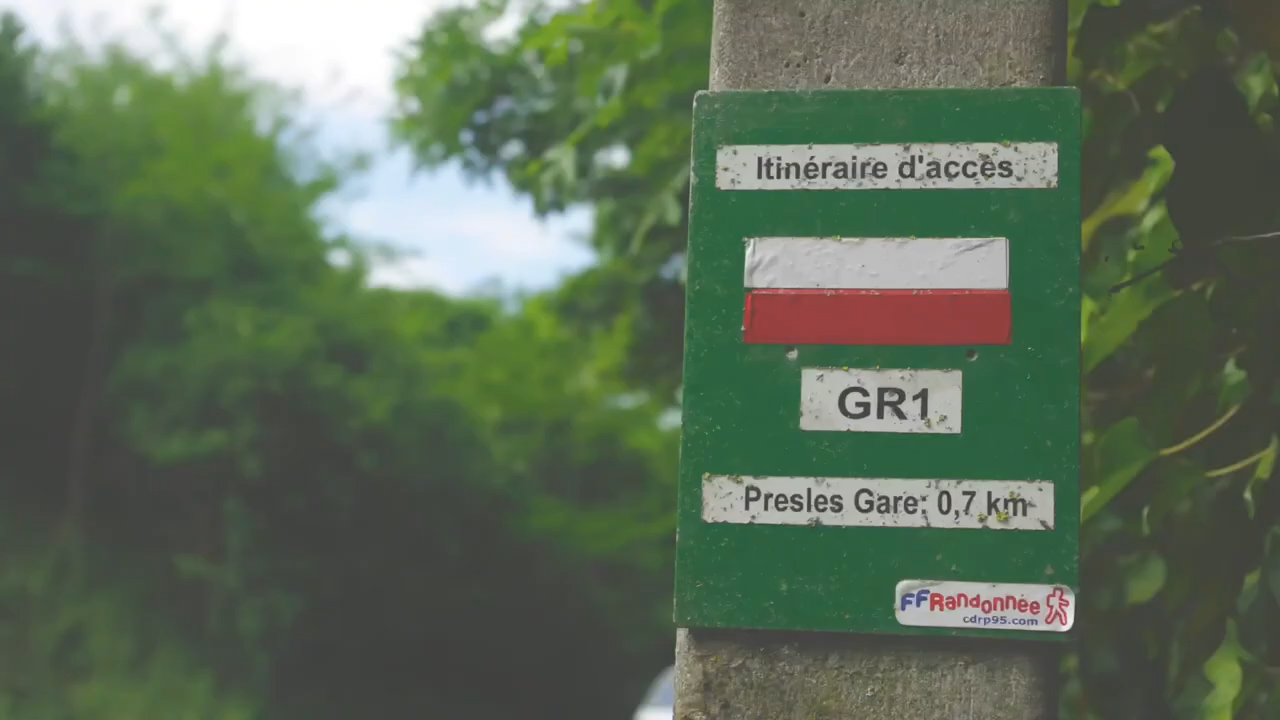 Itinéraire d'accès
GR1
Presles Gare: 0,7 km
FFRandonnée
cdrp95.com